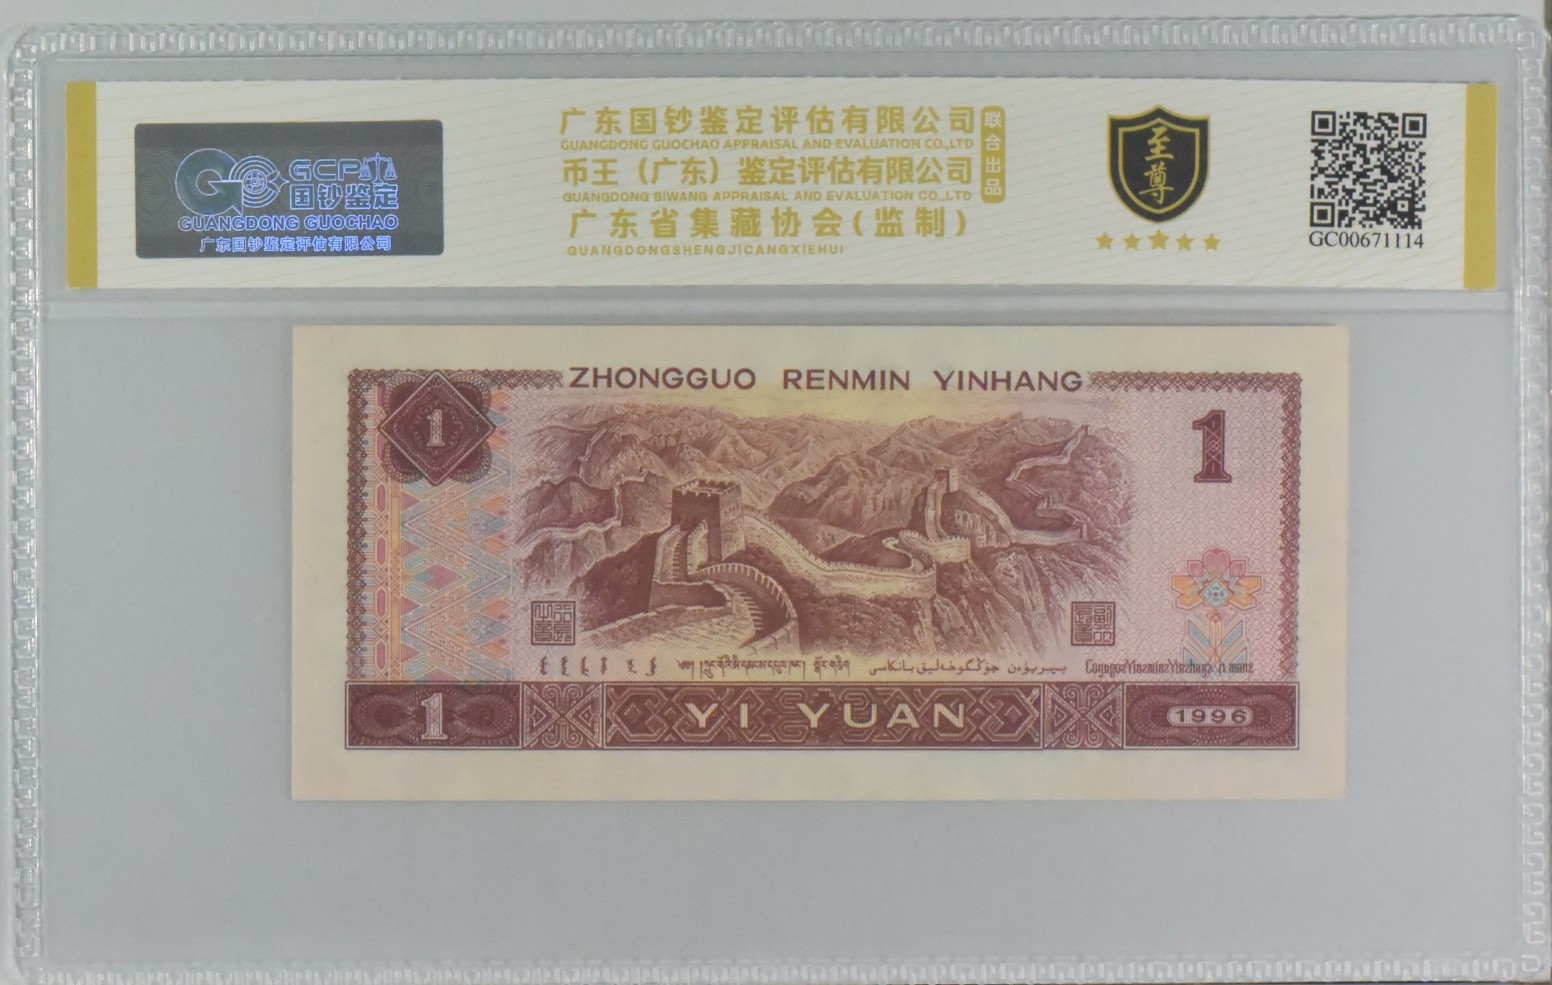 GCP
国钞鉴定
GUANGDONG GUOCHAO
广东国钞鉴定评估有限公司
广东国钞鉴定评估有限公司
GUANGDONG GUOCHAO APPRAISAL AND EVALUATION CO.,LTD
币王（广东）鉴定评估有限公司
GUANGDONG BIWANG APPRAISAL AND EVALUATION CO.,LTD
广东省集藏协会(监制)
GUANGDONGSHENGJICANGXIEHUI
联合出品
至尊
GC00671114
ZHONGGUO RENMIN YINHANG
1
1
1 YI YUAN 1996